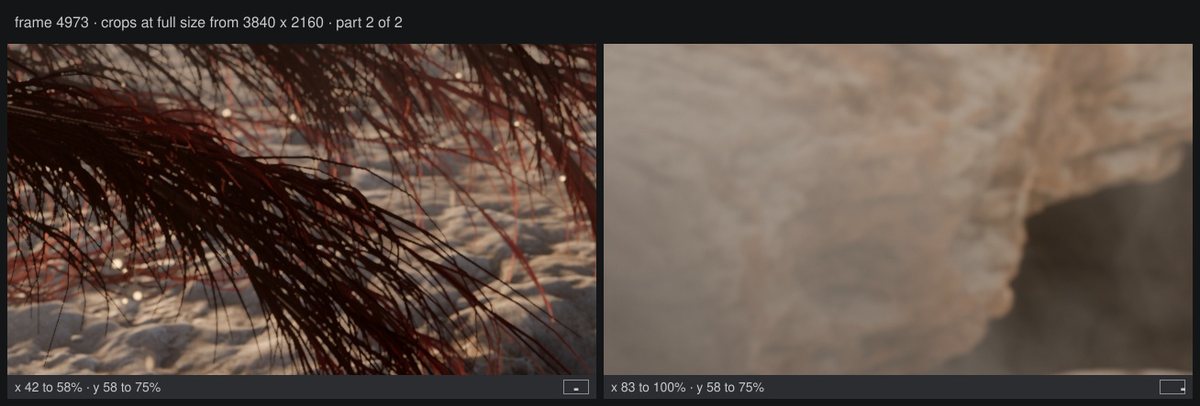 frame 4973 · crops at full size from 3840 x 2160 · part 2 of 2
x 42 to 58% · y 58 to 75%
x 83 to 100% · y 58 to 75%